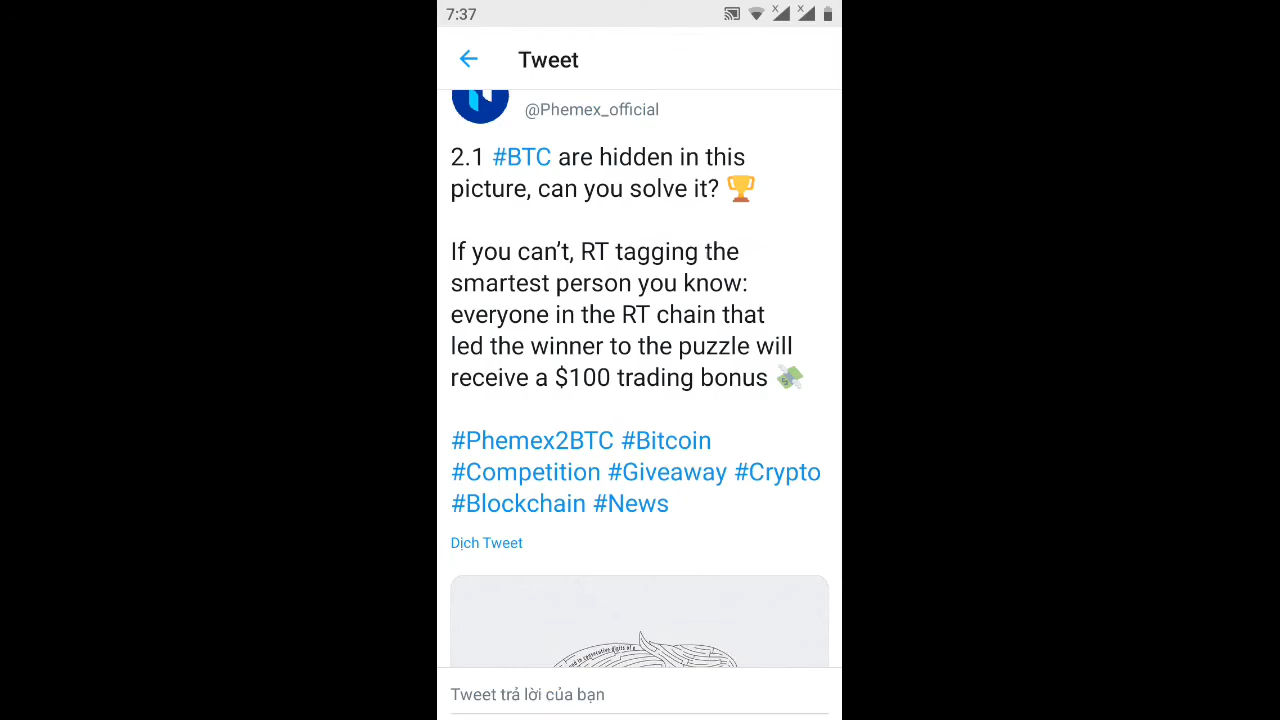 7:37
Tweet
@Phemex_official
2.1 #BTC are hidden in this
picture, can you solve it?
If you can’t, RT tagging the
smartest person you know:
everyone in the RT chain that
led the winner to the puzzle will
receive a $100 trading bonus
#Phemex2BTC #Bitcoin
#Competition #Giveaway #Crypto
#Blockchain #News
Dịch Tweet
consecutive digits of
Tweet trả lời của bạn